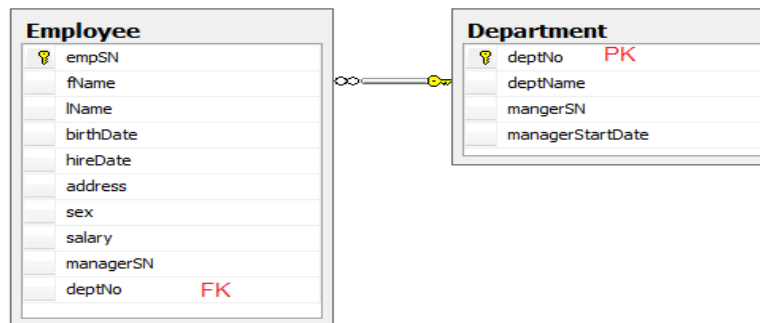 Employee
empSN
fName
lName
birthDate
hireDate
address
sex
salary
managerSN
deptNo FK
Department
deptNo PK
deptName
mangerSN
managerStartDate